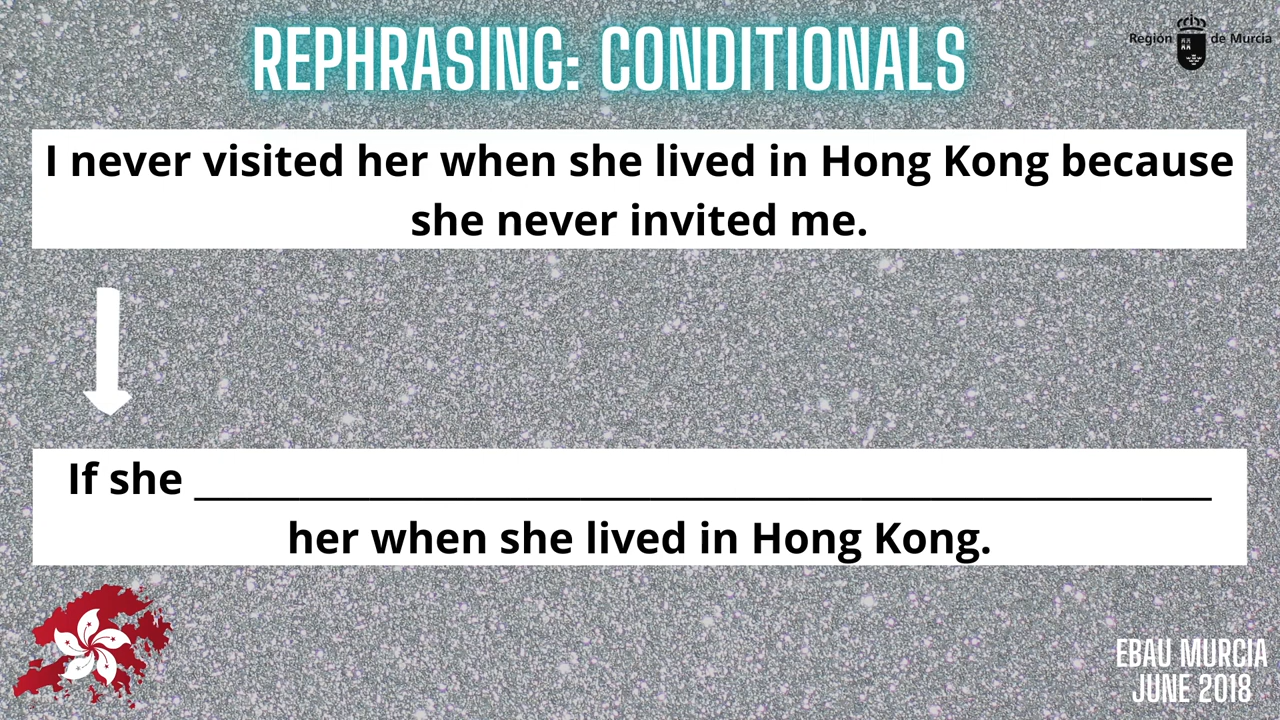 REPHRASING: CONDITIONALS
Región de Murcia
I never visited her when she lived in Hong Kong because
she never invited me.
If she ________________________________________________
her when she lived in Hong Kong.
EBAU MURCIA
JUNE 2018